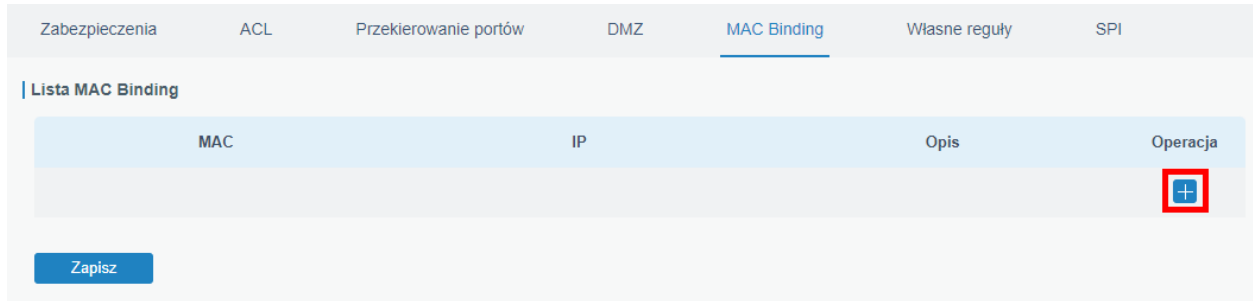 Zabezpieczenia ACL Przekierowanie portów DMZ MAC Binding Własne reguły SPI
Lista MAC Binding
MAC IP Opis Operacja
Zapisz